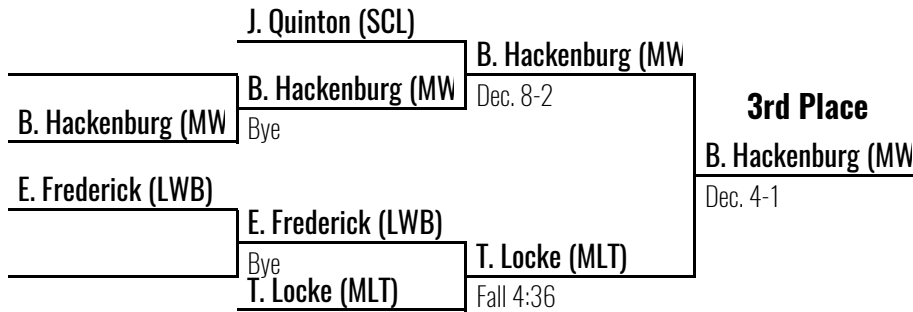 J. Quinton (SCL)
B. Hackenburg (MW
B. Hackenburg (MW
Dec. 8-2
3rd Place
B. Hackenburg (MW
Bye
B. Hackenburg (MW
E. Frederick (LWB)
Dec. 4-1
E. Frederick (LWB)
Bye
T. Locke (MLT)
T. Locke (MLT)
Fall 4:36